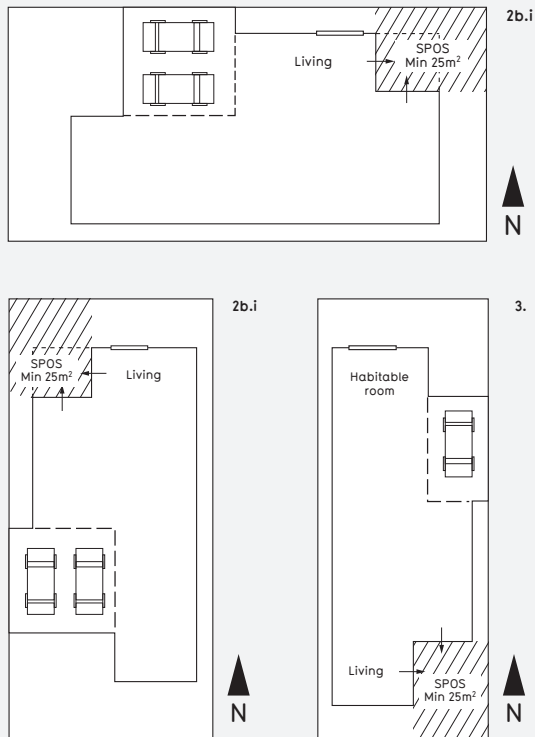 2b.i
Living
SPOS
Min 25m²
N
2b.i
SPOS
Min 25m²
Living
N
3.
Habitable
room
Living
SPOS
Min 25m²
N